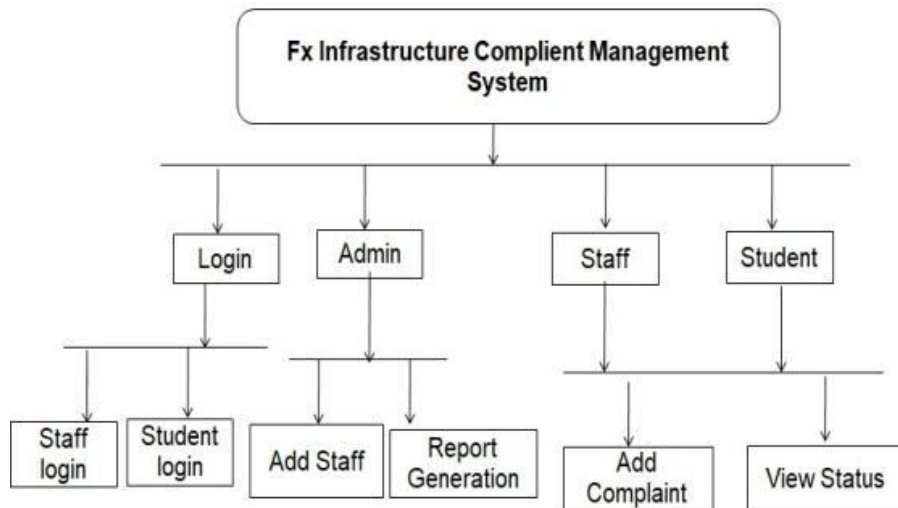 Fx Infrastructure Complient Management
System
Login
Admin
Staff
Student
Staff
login
Student
login
Add Staff
Report
Generation
Add
Complaint
View Status